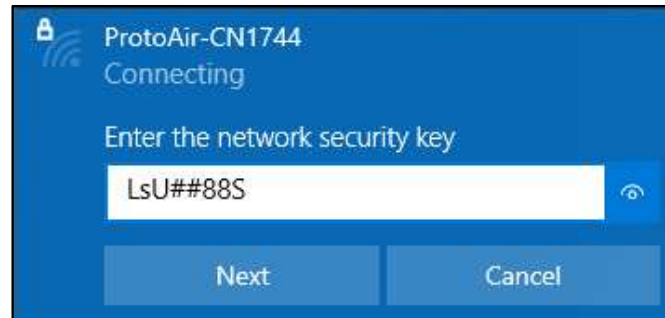 ProtoAir-CN1744
Connecting
Enter the network security key
LsU##88S
Next
Cancel